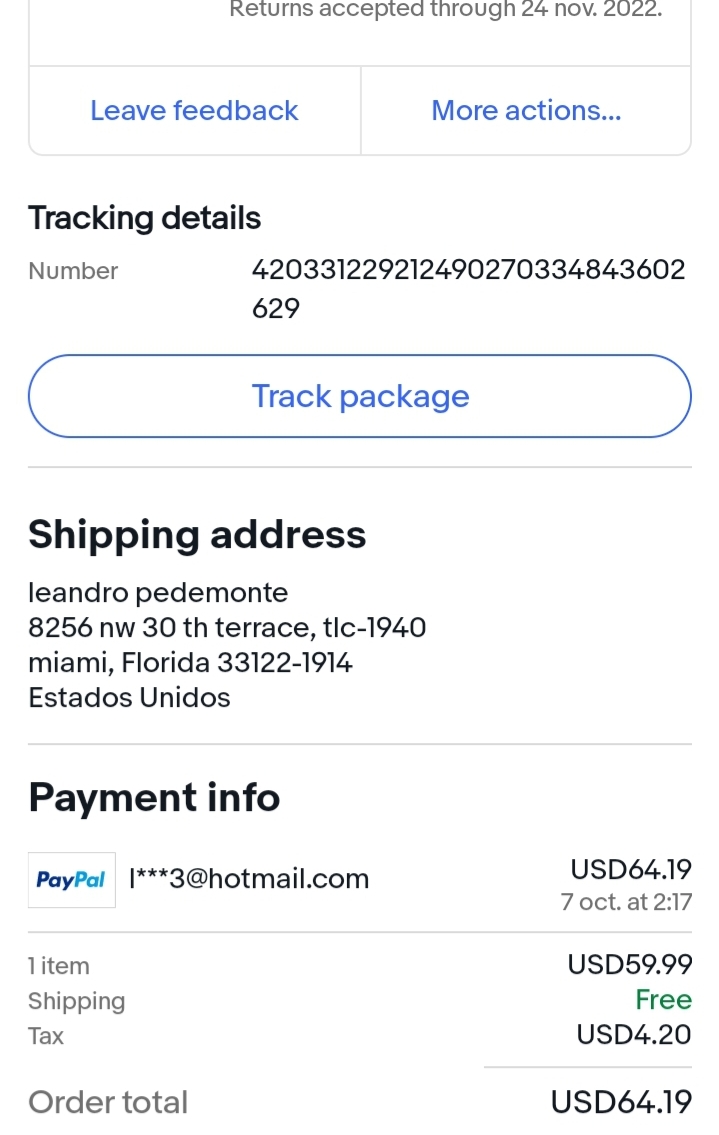 Returns accepted through 24 nov. 2022.
Leave feedback
More actions...
Tracking details
Number
420331229212490270334843602
629
Track package
Shipping address
leandro pedemonte
8256 nw 30 th terrace, tlc-1940
miami, Florida 33122-1914
Estados Unidos
Payment info
PayPal l***3@hotmail.com USD64.19
7 oct. at 2:17
1 item USD59.99
Shipping Free
Tax USD4.20
Order total USD64.19